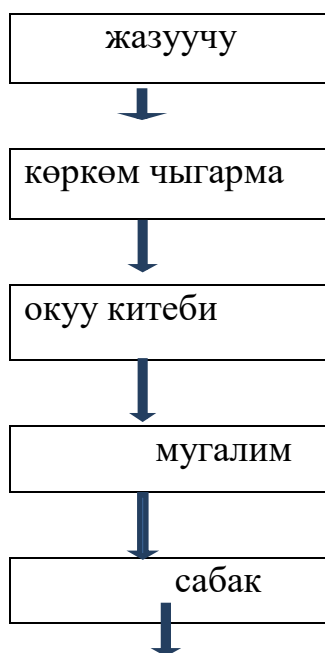 жазуучу
көркөм чыгарма
окуу китеби
мугалим
сабак